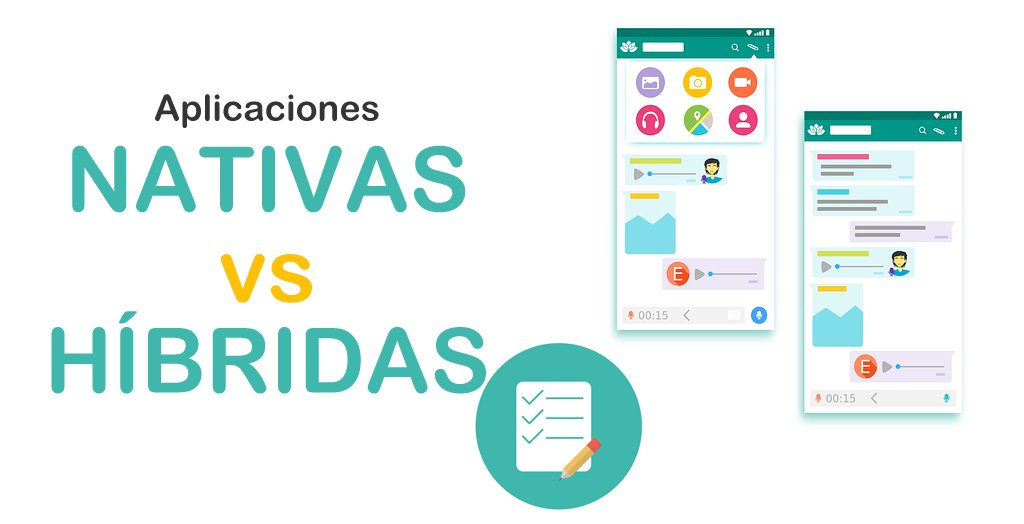 Aplicaciones
NATIVAS
vs
HÍBRIDAS
E
00:15
E
00:15